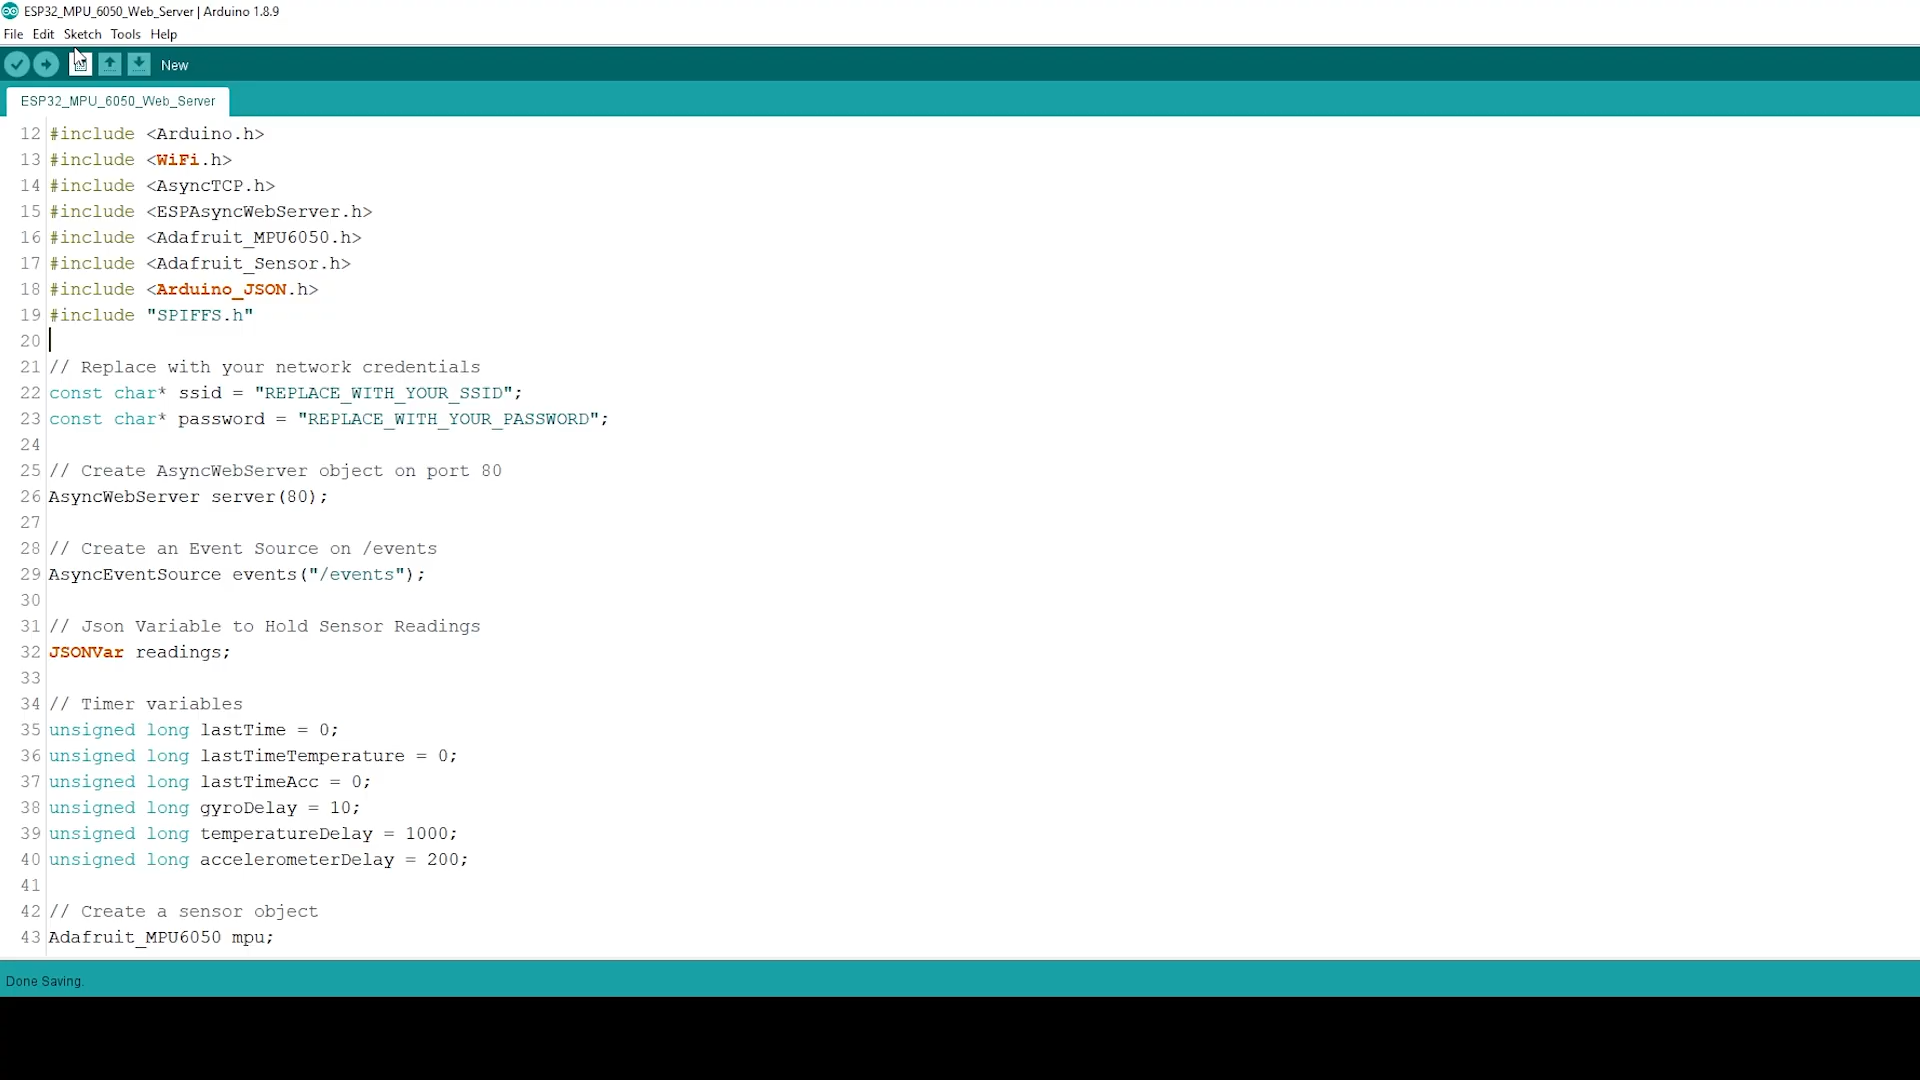 ESP32_MPU_6050_Web_Server | Arduino 1.8.9
File Edit Sketch Tools Help
New
ESP32_MPU_6050_Web_Server
12 #include <Arduino.h>
13 #include <WiFi.h>
14 #include <AsyncTCP.h>
15 #include <ESPAsyncWebServer.h>
16 #include <Adafruit_MPU6050.h>
17 #include <Adafruit_Sensor.h>
18 #include <Arduino_JSON.h>
19 #include "SPIFFS.h"
20
21 // Replace with your network credentials
22 const char* ssid = "REPLACE_WITH_YOUR_SSID";
23 const char* password = "REPLACE_WITH_YOUR_PASSWORD";
24
25 // Create AsyncWebServer object on port 80
26 AsyncWebServer server(80);
27
28 // Create an Event Source on /events
29 AsyncEventSource events("/events");
30
31 // Json Variable to Hold Sensor Readings
32 JSONVar readings;
33
34 // Timer variables
35 unsigned long lastTime = 0;
36 unsigned long lastTimeTemperature = 0;
37 unsigned long lastTimeAcc = 0;
38 unsigned long gyroDelay = 10;
39 unsigned long temperatureDelay = 1000;
40 unsigned long accelerometerDelay = 200;
41
42 // Create a sensor object
43 Adafruit_MPU6050 mpu;
Done Saving.